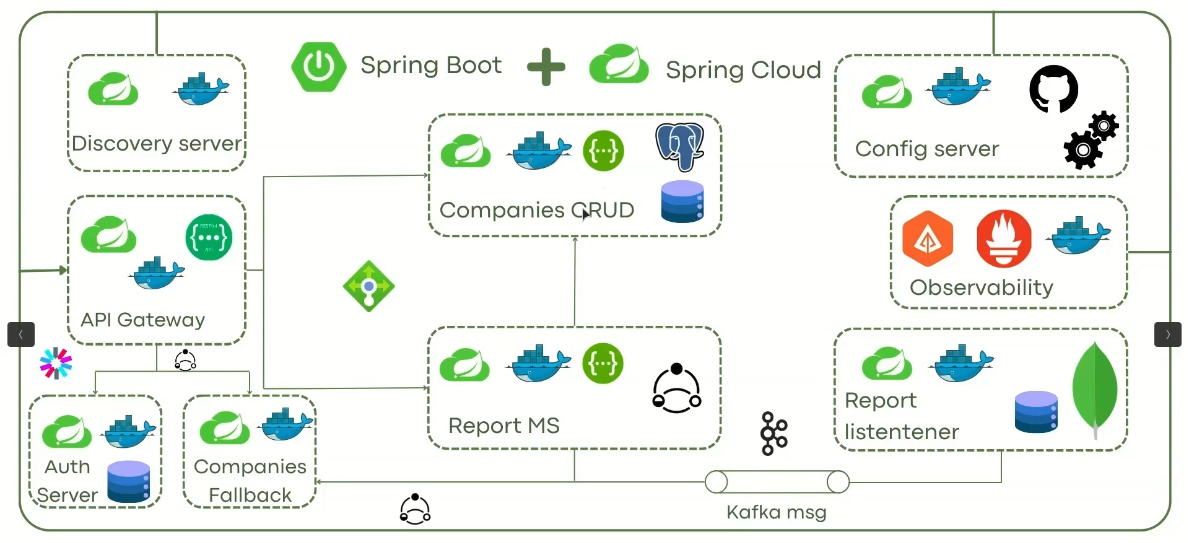 Spring Boot
Spring Cloud
Discovery server
Config server
Companies CRUD
API Gateway
Observability
Report MS
Report
listentener
Auth
Server
Companies
Fallback
Kafka msg